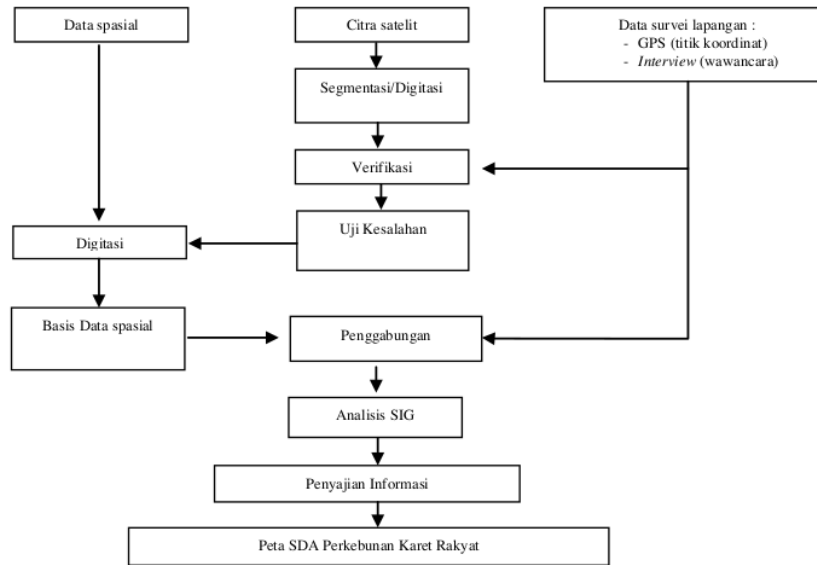 Data spasial
Citra satelit
Data survei lapangan :
- GPS (titik koordinat)
- Interview (wawancara)
Segmentasi/Digitasi
Verifikasi
Uji Kesalahan
Digitasi
Basis Data spasial
Penggabungan
Analisis SIG
Penyajian Informasi
Peta SDA Perkebunan Karet Rakyat